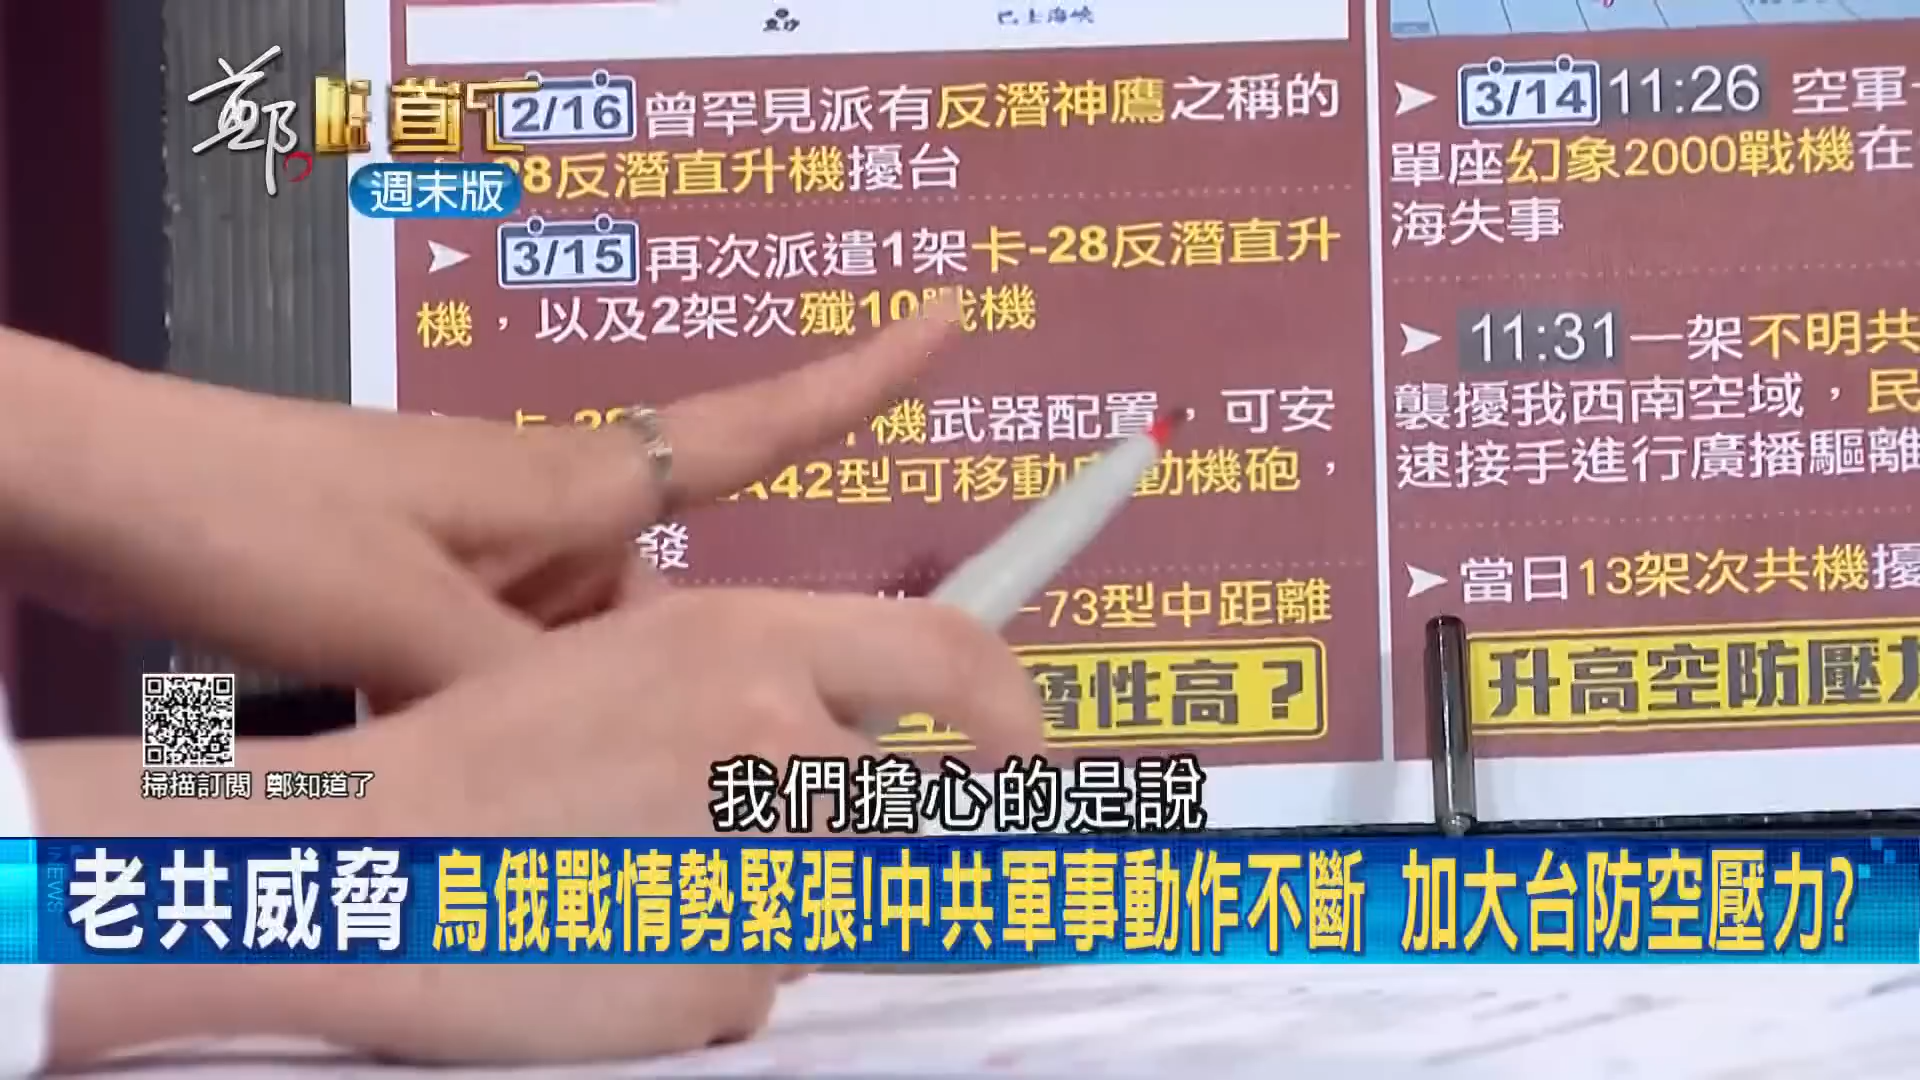 鄭
週末版
2/16 曾罕見派有反潛神鷹之稱的
28反潛直升機擾台
3/15 再次派遣1架卡-28反潛直升
機，以及2架次殲10戰機
機武器配置，可安
A42型可移動自動機砲，
發
-73型中距離
脅性高?
3/14 11:26 空軍
單座幻象2000戰機在
海失事
11:31 一架不明共
襲擾我西南空域，民
速接手進行廣播驅離
當日13架次共機擾
升高空防壓力
掃描訂閱 鄭知道了
我們擔心的是說
NEWS
老共威脅 烏俄戰情勢緊張!中共軍事動作不斷 加大台防空壓力?